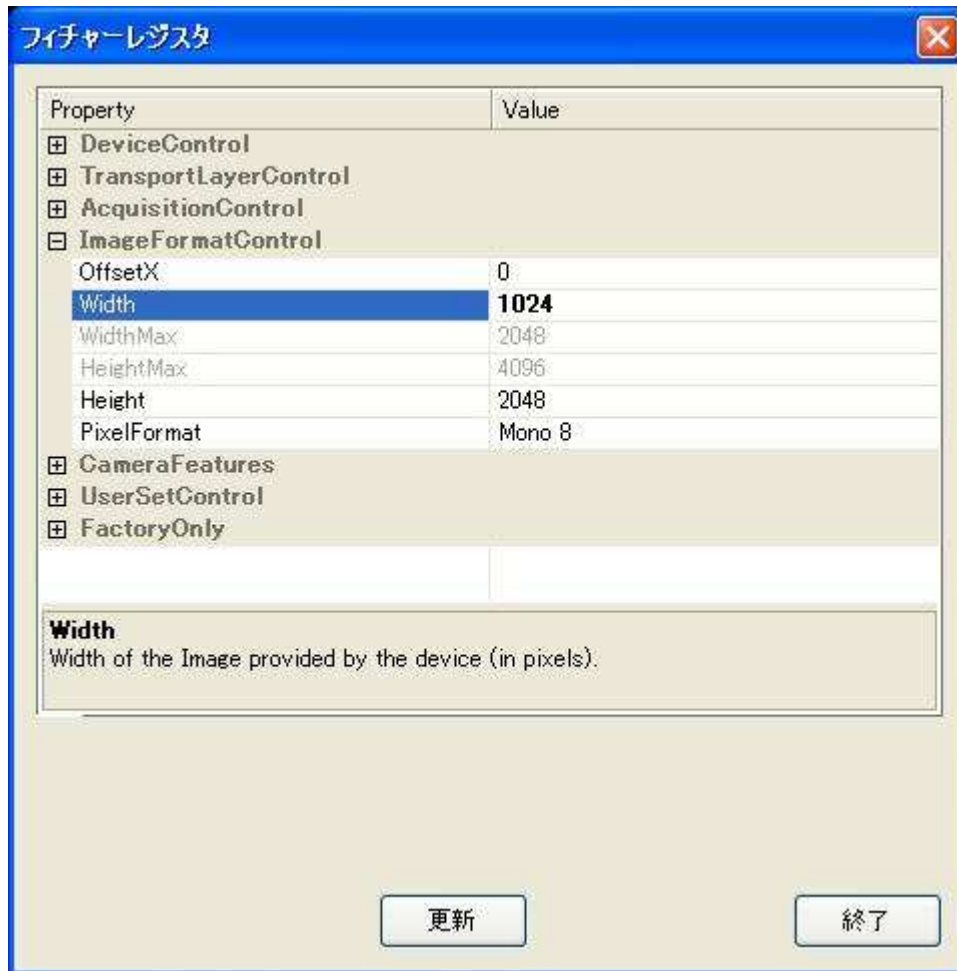 フィチャーレジスタ
Property Value
DeviceControl
TransportLayerControl
AcquisitionControl
ImageFormatControl
OffsetX 0
Width 1024
WidthMax 2048
HeightMax 4096
Height 2048
PixelFormat Mono 8
CameraFeatures
UserSetControl
FactoryOnly
Width
Width of the Image provided by the device (in pixels).
更新 終了